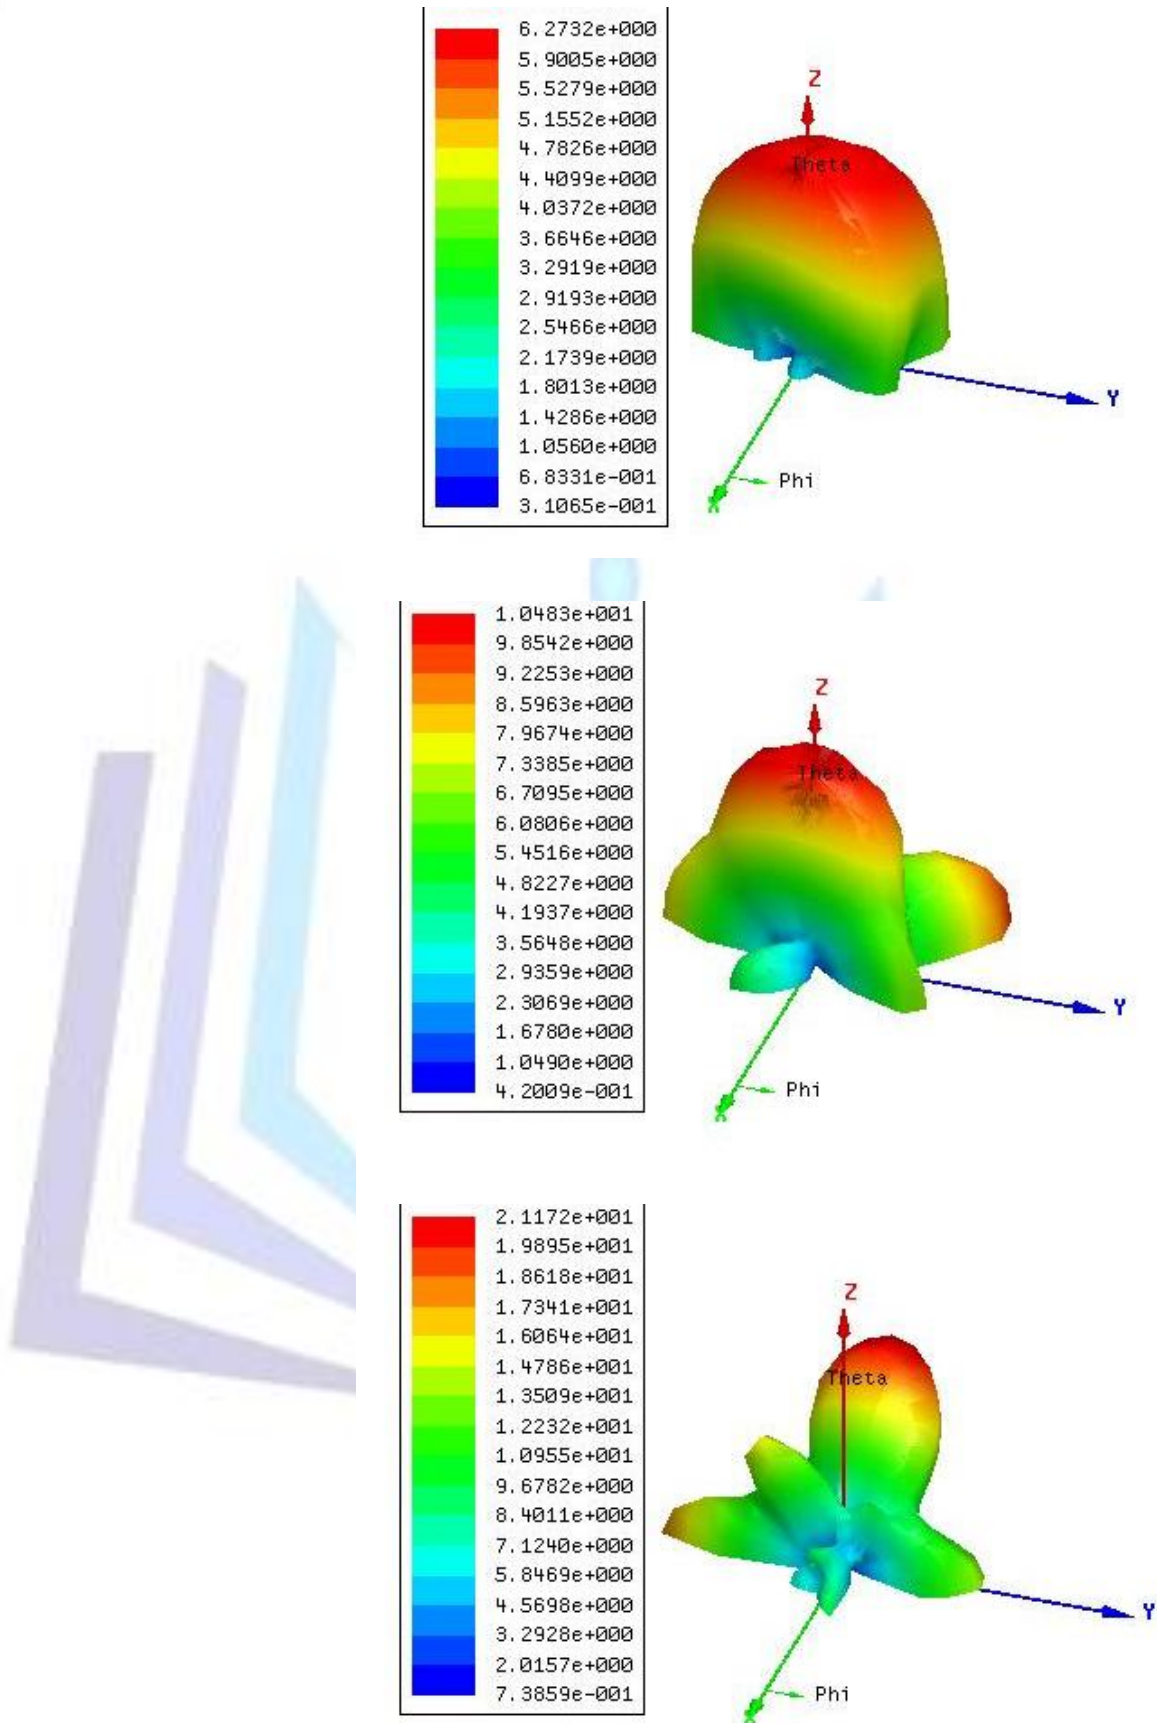 6.2732e+000
5.9005e+000
5.5279e+000
5.1552e+000
4.7826e+000
4.4099e+000
4.0372e+000
3.6646e+000
3.2919e+000
2.9193e+000
2.5466e+000
2.1739e+000
1.8013e+000
1.4286e+000
1.0560e+000
6.8331e-001
3.1065e-001
Z
Theta
Y
Phi
X
1.0483e+001
9.8542e+000
9.2253e+000
8.5963e+000
7.9674e+000
7.3385e+000
6.7095e+000
6.0806e+000
5.4516e+000
4.8227e+000
4.1937e+000
3.5648e+000
2.9359e+000
2.3069e+000
1.6780e+000
1.0490e+000
4.2009e-001
Z
Theta
Y
Phi
X
2.1172e+001
1.9895e+001
1.8618e+001
1.7341e+001
1.6064e+001
1.4786e+001
1.3509e+001
1.2232e+001
1.0955e+001
9.6782e+000
8.4011e+000
7.1240e+000
5.8469e+000
4.5698e+000
3.2928e+000
2.0157e+000
7.3859e-001
Z
Theta
Y
Phi
X